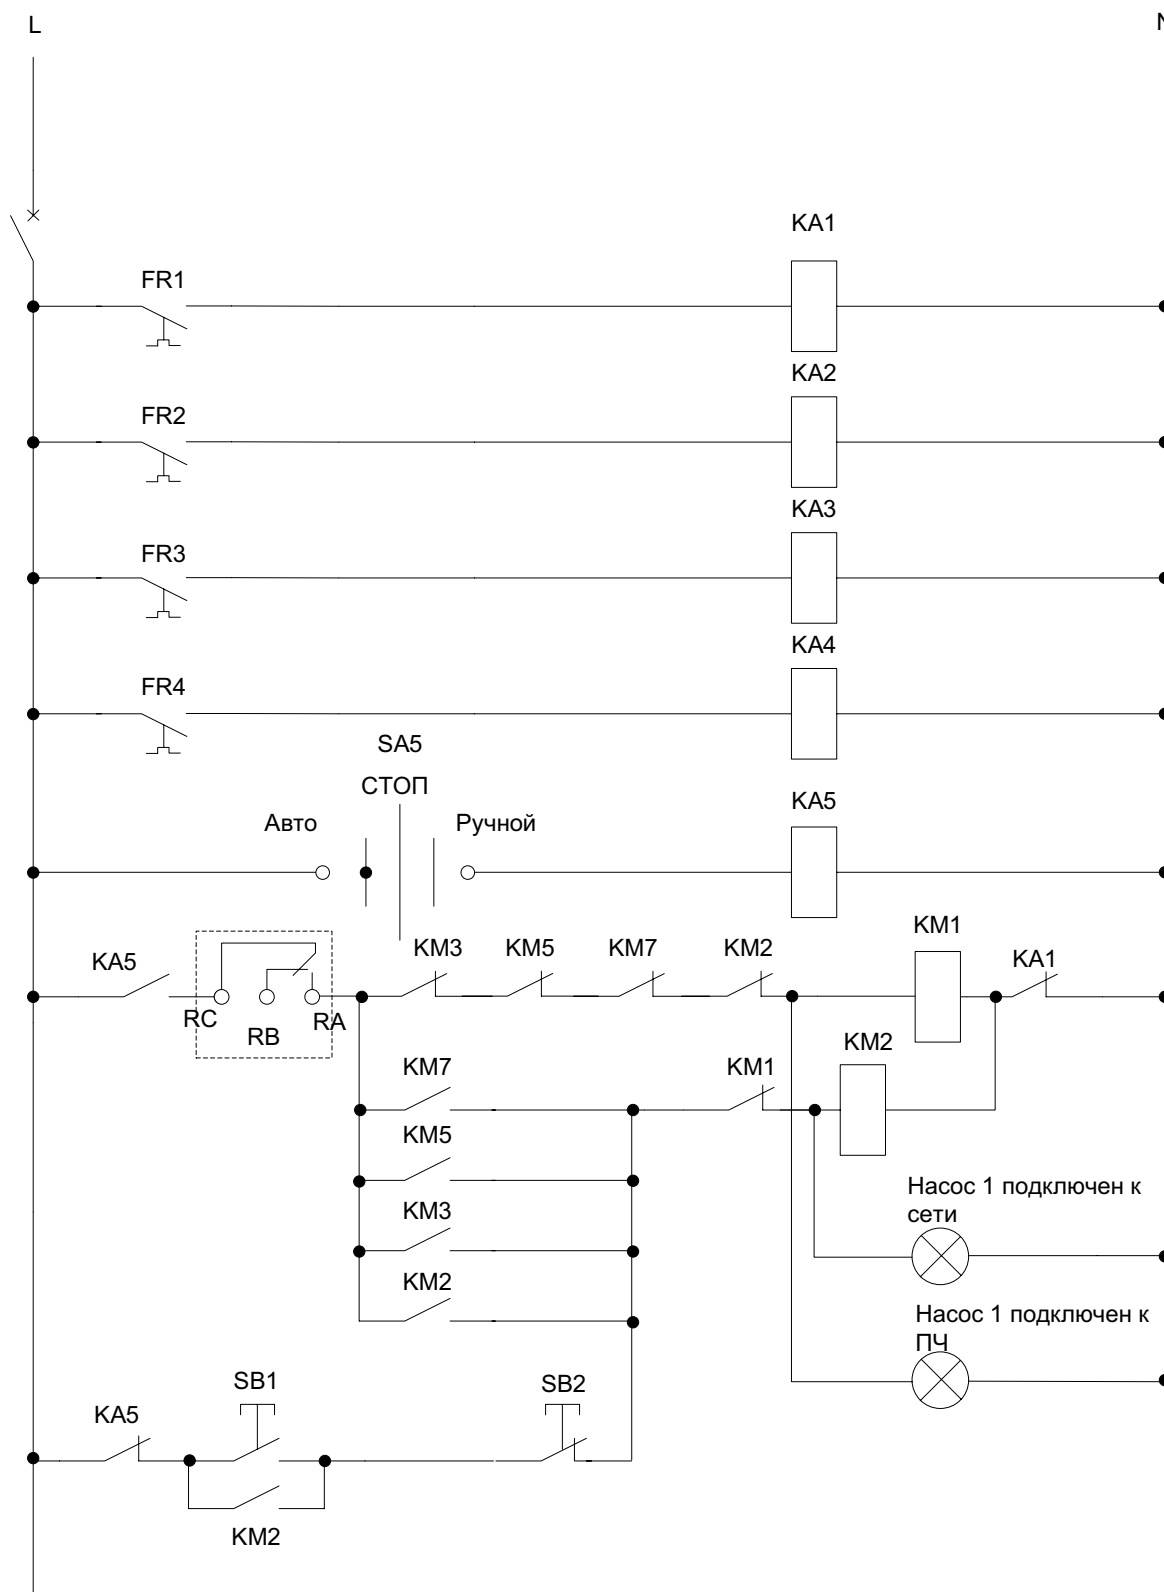 L
N
KA1
FR1
KA2
FR2
KA3
FR3
KA4
FR4
SA5
СТОП
KA5
Авто
Ручной
KM1
KM3
KM5
KM7
KM2
KA1
KA5
RC
RB
RA
KM2
KM7
KM1
KM5
Насос 1 подключен к
сети
KM3
KM2
Насос 1 подключен к
ПЧ
SB1
SB2
KA5
KM2